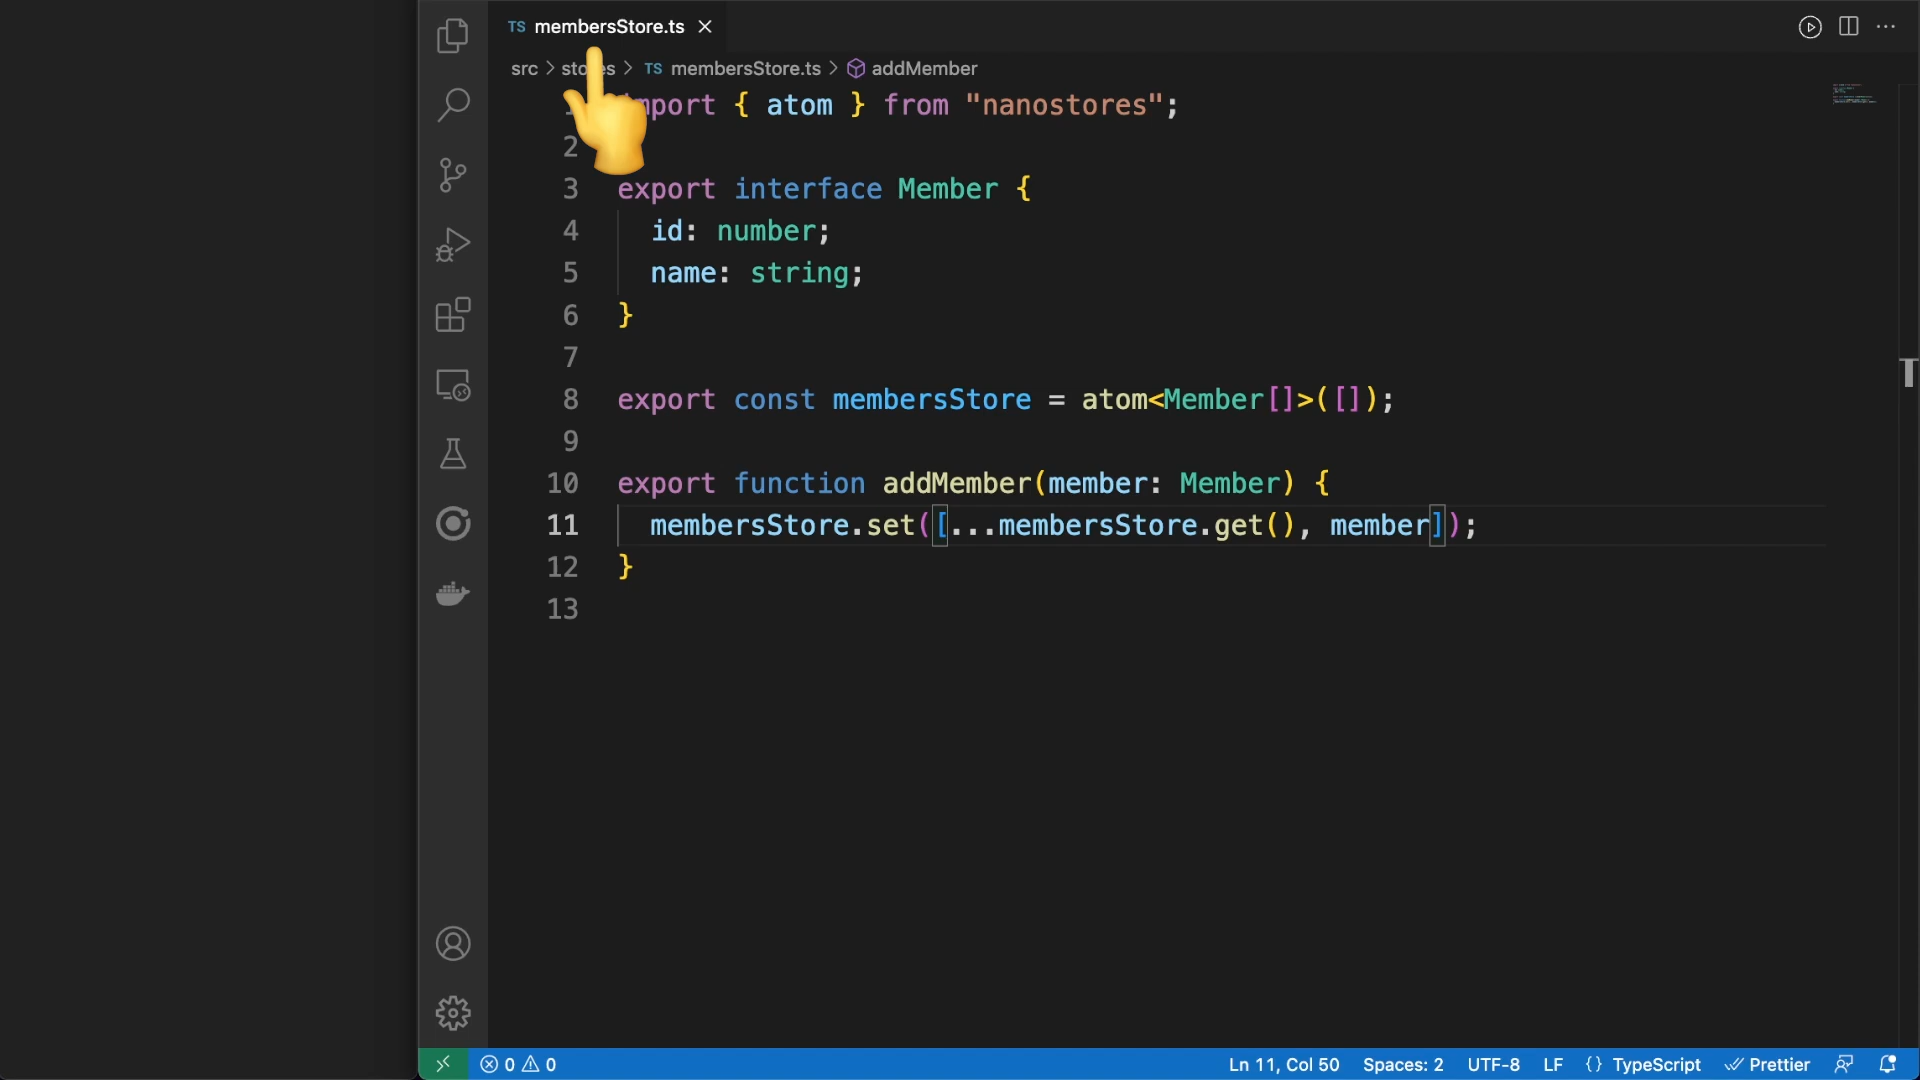 TS membersStore.ts
src > stores > TS membersStore.ts > addMember
1 import { atom } from "nanostores";
2
3 export interface Member {
4 id: number;
5 name: string;
6 }
7
8 export const membersStore = atom<Member[]>([]);
9
10 export function addMember(member: Member) {
11 membersStore.set([...membersStore.get(), member]);
12 }
13
0 0 Ln 11, Col 50 Spaces: 2 UTF-8 LF {} TypeScript Prettier